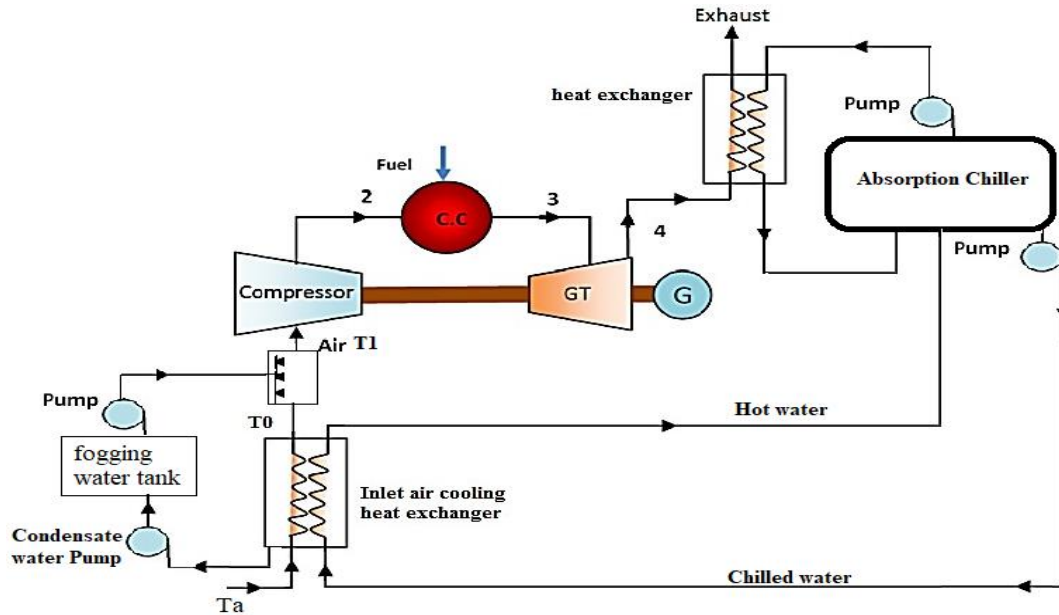 Exhaust
heat exchanger
Pump
Absorption Chiller
Fuel
2
C.C
3
4
Pump
Compressor
GT
G
Air T1
Pump
T0
Hot water
fogging
water tank
Inlet air cooling
heat exchanger
Condensate
water Pump
Chilled water
Ta